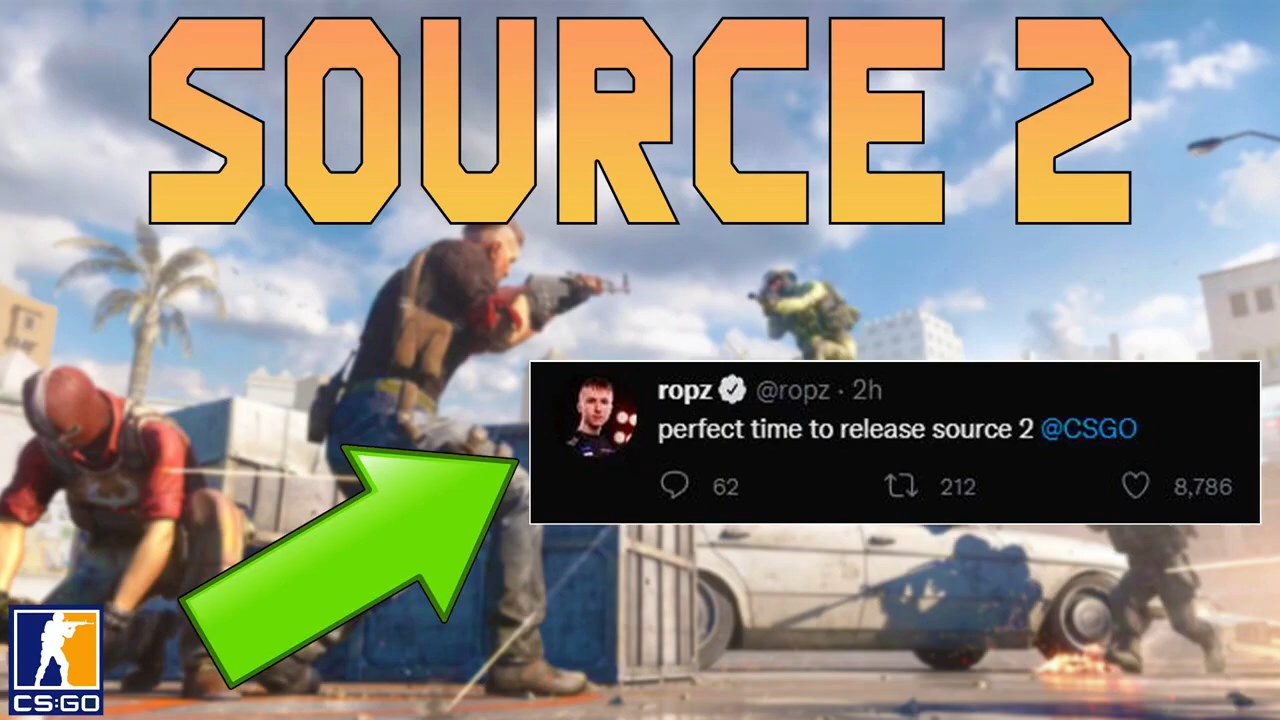 SOURCE 2
ropz @ropz · 2h
perfect time to release source 2 @CSGO
62 212 8,786
CS:GO